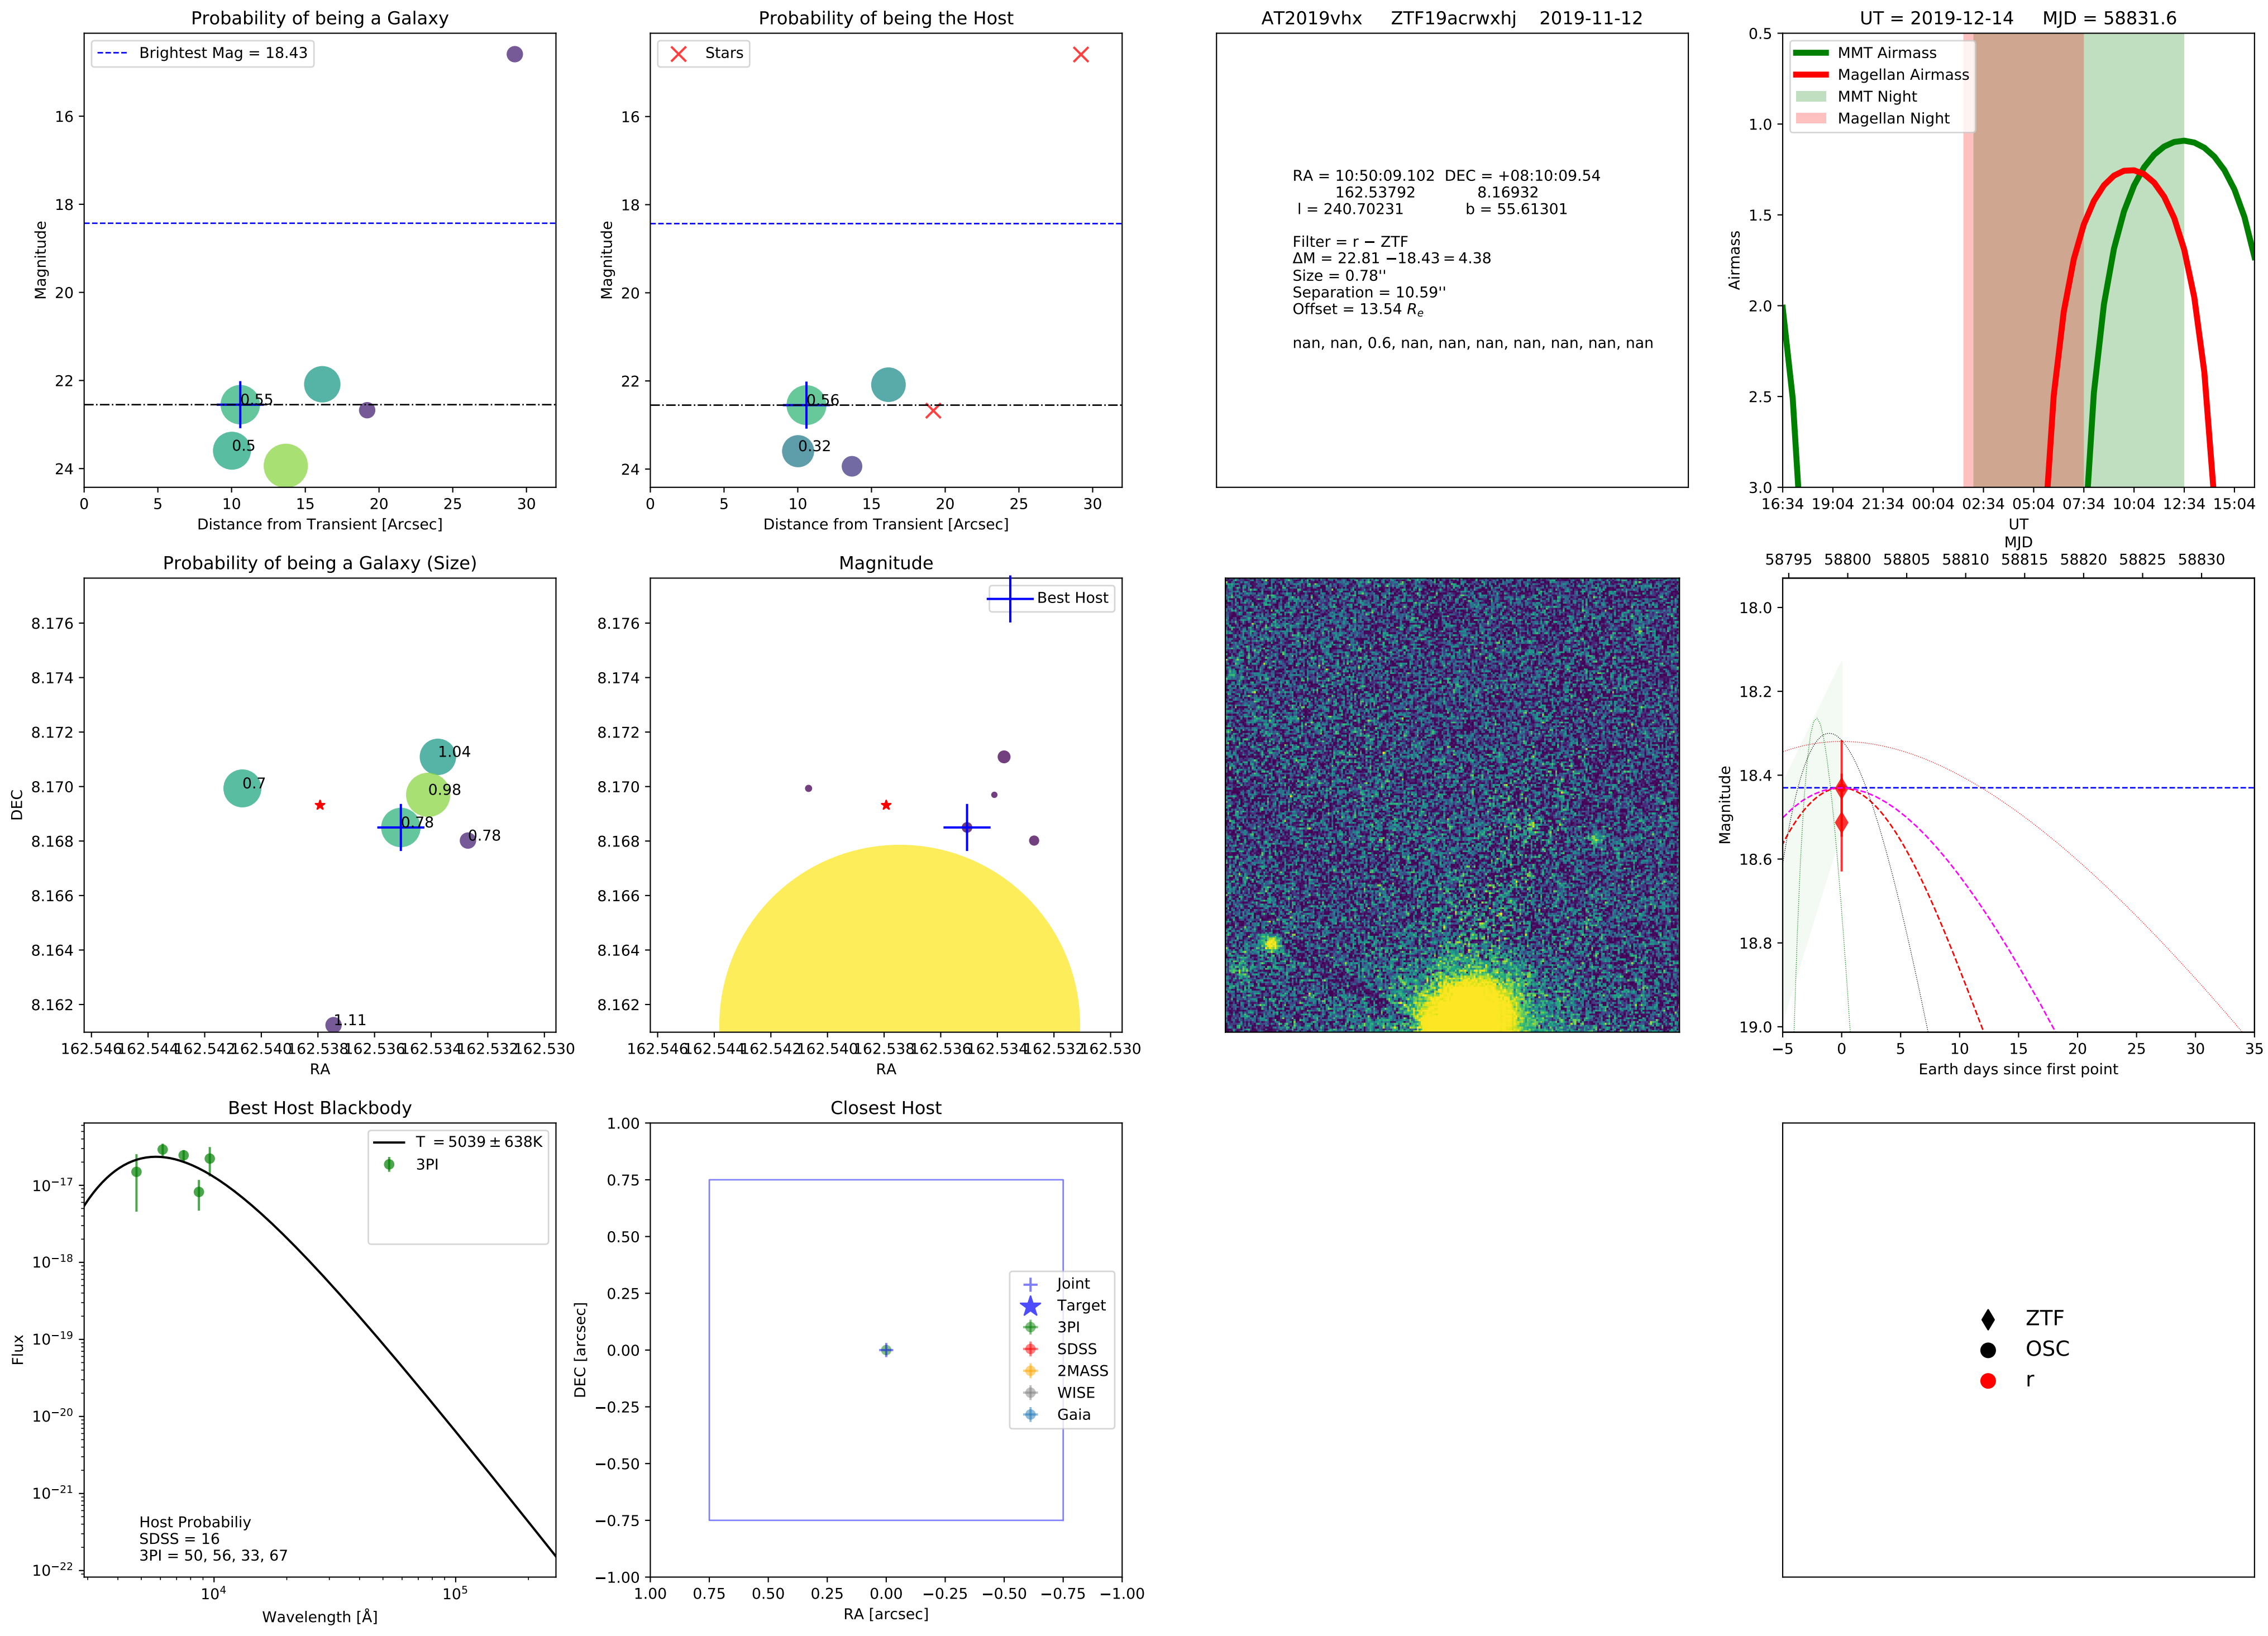 Probability of being a Galaxy
Brightest Mag = 18.43
0.55
0.5
16
18
20
22
24
Magnitude
0
5
10
15
20
25
30
Distance from Transient [Arcsec]
Probability of being the Host
Stars
0.56
0.32
16
18
20
22
24
Magnitude
0
5
10
15
20
25
30
Distance from Transient [Arcsec]
AT2019vhx ZTF19acrwxhj 2019-11-12
RA = 10:50:09.102 DEC = +08:10:09.54
162.53792 8.16932
l = 240.70231 b = 55.61301
Filter = r − ZTF
ΔM = 22.81 −18.43 = 4.38
Size = 0.78''
Separation = 10.59''
Offset = 13.54 Re
nan, nan, 0.6, nan, nan, nan, nan, nan, nan, nan
UT = 2019-12-14 MJD = 58831.6
MMT Airmass
Magellan Airmass
MMT Night
Magellan Night
0.5
1.0
1.5
2.0
2.5
3.0
Airmass
16:34
19:04
21:34
00:04
02:34
05:04
07:34
10:04
12:34
15:04
UT
Probability of being a Galaxy (Size)
1.04
0.7
0.98
0.78
0.78
1.11
8.176
8.174
8.172
8.170
8.168
8.166
8.164
8.162
DEC
162.546
162.544
162.542
162.540
162.538
162.536
162.534
162.532
162.530
RA
Magnitude
Best Host
8.176
8.174
8.172
8.170
8.168
8.166
8.164
8.162
162.546
162.544
162.542
162.540
162.538
162.536
162.534
162.532
162.530
RA
MJD
58795
58800
58805
58810
58815
58820
58825
58830
18.0
18.2
18.4
18.6
18.8
19.0
Magnitude
−5
0
5
10
15
20
25
30
35
Earth days since first point
Best Host Blackbody
T = 5039 ± 638K
3PI
Host Probabiliy
SDSS = 16
3PI = 50, 56, 33, 67
10−17
10−18
10−19
10−20
10−21
10−22
Flux
104
105
Wavelength [Å]
Closest Host
Joint
Target
3PI
SDSS
2MASS
WISE
Gaia
1.00
0.75
0.50
0.25
0.00
−0.25
−0.50
−0.75
−1.00
DEC [arcsec]
1.00
0.75
0.50
0.25
0.00
−0.25
−0.50
−0.75
−1.00
RA [arcsec]
ZTF
OSC
r